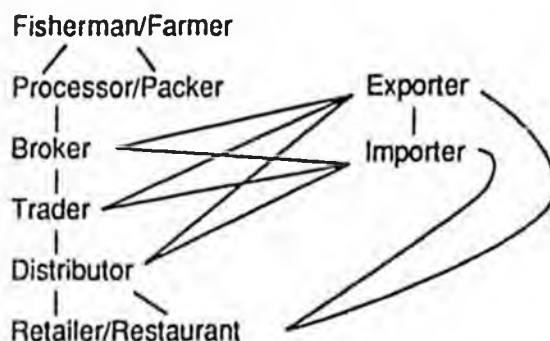 Fisherman/Farmer
Processor/Packer
Exporter
Broker
Importer
Trader
Distributor
Retailer/Restaurant